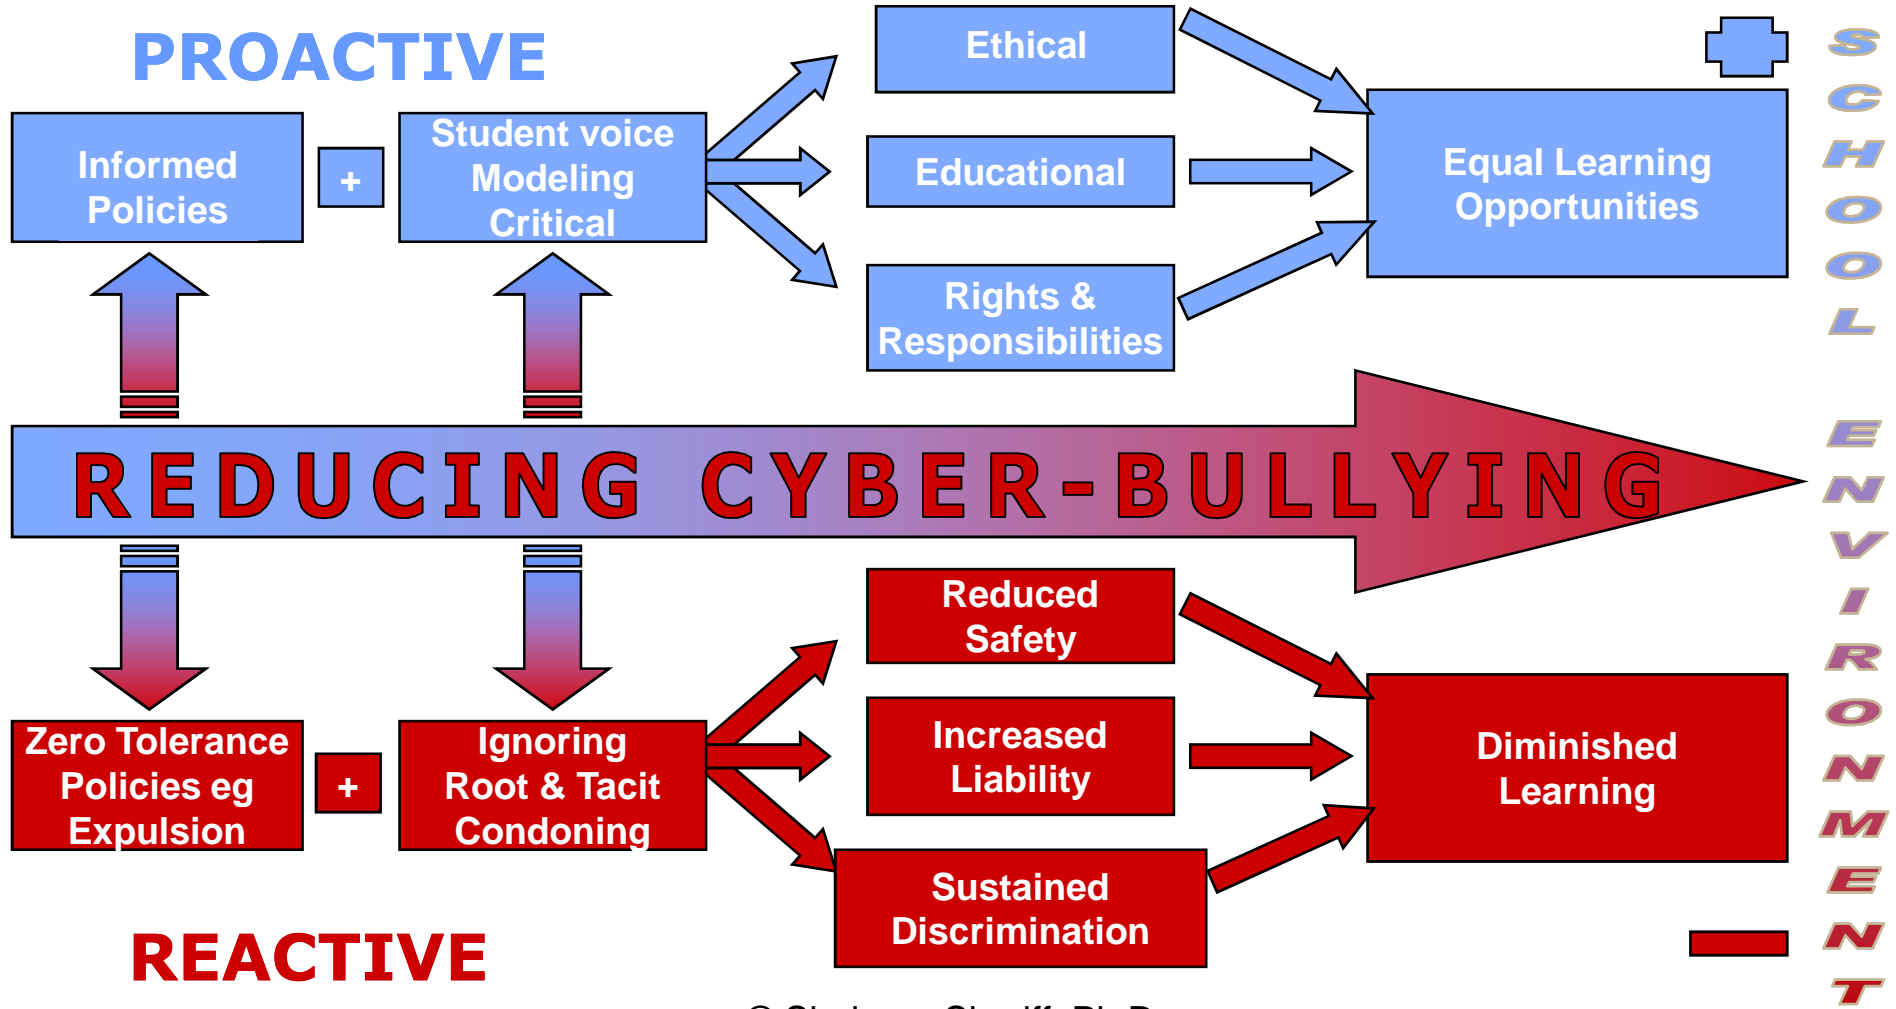 PROACTIVE
Informed
Policies
+
Student voice
Modeling
Critical
Ethical
Educational
Rights &
Responsibilities
Equal Learning
Opportunities
REDUCING CYBER-BULLYING
Zero Tolerance
Policies eg
Expulsion
+
Ignoring
Root & Tacit
Condoning
Reduced
Safety
Increased
Liability
Sustained
Discrimination
Diminished
Learning
REACTIVE
SCHOOL ENVIRONMENT